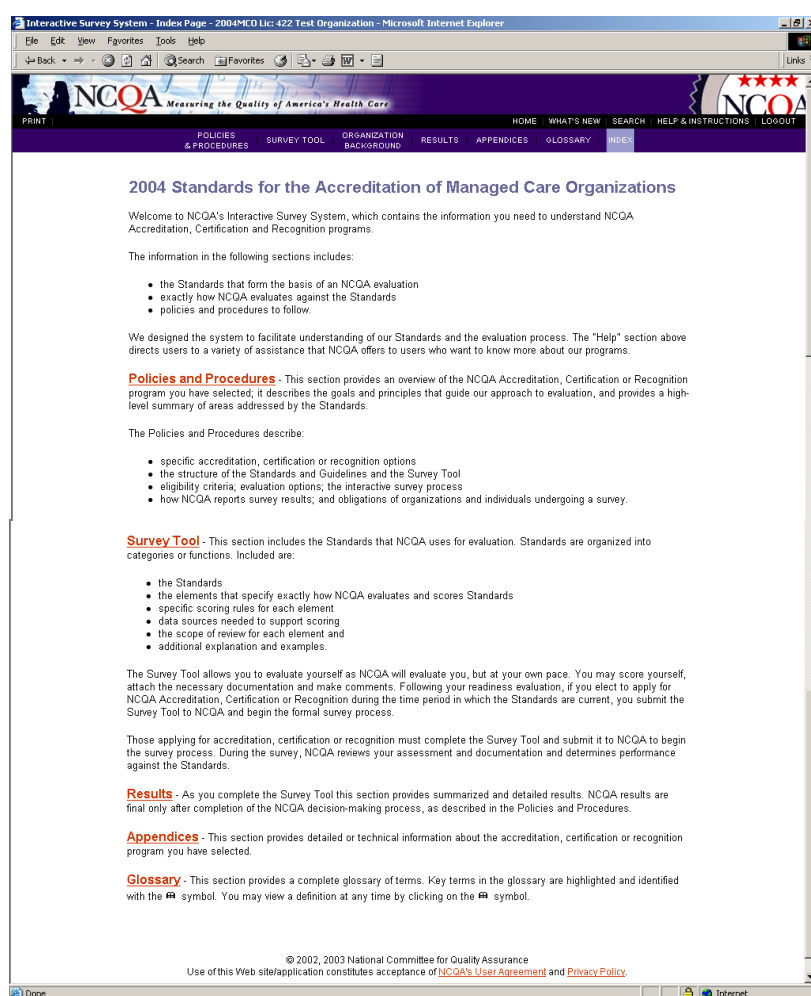 Interactive Survey System - Index Page - 2004MCO Lic: 422 Test Organization - Microsoft Internet Explorer
File Edit View Favorites Tools Help
Back Search Favorites Links
NCQA Measuring the Quality of America's Health Care NCQA
PRINT HOME WHAT'S NEW SEARCH HELP & INSTRUCTIONS LOGOUT
POLICIES & PROCEDURES SURVEY TOOL ORGANIZATION BACKGROUND RESULTS APPENDICES GLOSSARY INDEX
2004 Standards for the Accreditation of Managed Care Organizations
Welcome to NCQA's Interactive Survey System, which contains the information you need to understand NCQA
Accreditation, Certification and Recognition programs.
The information in the following sections includes:
• the Standards that form the basis of an NCQA evaluation
• exactly how NCQA evaluates against the Standards
• policies and procedures to follow.
We designed the system to facilitate understanding of our Standards and the evaluation process. The "Help" section above
directs users to a variety of assistance that NCQA offers to users who want to know more about our programs.
Policies and Procedures - This section provides an overview of the NCQA Accreditation, Certification or Recognition
program you have selected; it describes the goals and principles that guide our approach to evaluation, and provides a high-
level summary of areas addressed by the Standards.
The Policies and Procedures describe:
• specific accreditation, certification or recognition options
• the structure of the Standards and Guidelines and the Survey Tool
• eligibility criteria; evaluation options; the interactive survey process
• how NCQA reports survey results; and obligations of organizations and individuals undergoing a survey.
Survey Tool - This section includes the Standards that NCQA uses for evaluation. Standards are organized into
categories or functions. Included are:
• the Standards
• the elements that specify exactly how NCQA evaluates and scores Standards
• specific scoring rules for each element
• data sources needed to support scoring
• the scope of review for each element and
• additional explanation and examples.
The Survey Tool allows you to evaluate yourself as NCQA will evaluate you, but at your own pace. You may score yourself,
attach the necessary documentation and make comments. Following your readiness evaluation, if you elect to apply for
NCQA Accreditation, Certification or Recognition during the time period in which the Standards are current, you submit the
Survey Tool to NCQA and begin the formal survey process.
Those applying for accreditation, certification or recognition must complete the Survey Tool and submit it to NCQA to begin
the survey process. During the survey, NCQA reviews your assessment and documentation and determines performance
against the Standards.
Results - As you complete the Survey Tool this section provides summarized and detailed results. NCQA results are
final only after completion of the NCQA decision-making process, as described in the Policies and Procedures.
Appendices - This section provides detailed or technical information about the accreditation, certification or recognition
program you have selected.
Glossary - This section provides a complete glossary of terms. Key terms in the glossary are highlighted and identified
with the symbol. You may view a definition at any time by clicking on the symbol.
© 2002, 2003 National Committee for Quality Assurance
Use of this Web site/application constitutes acceptance of NCQA's User Agreement and Privacy Policy.
Done Internet